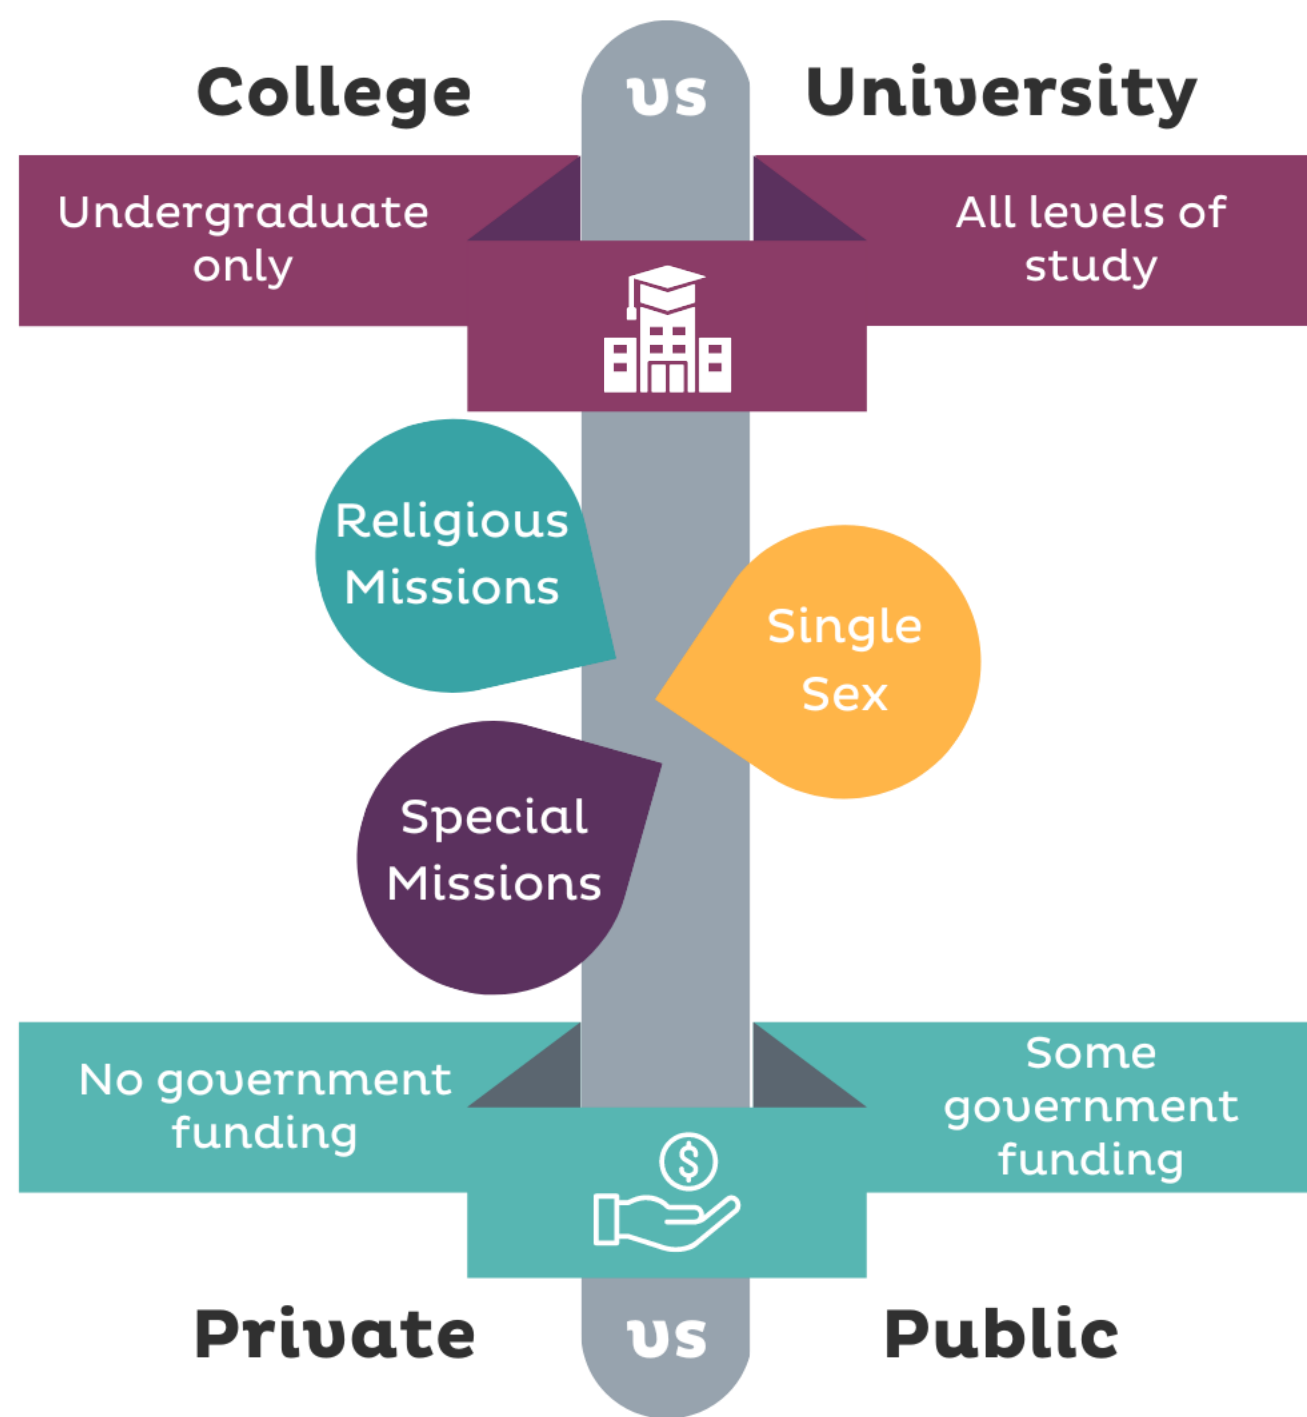 College vs University
Undergraduate
only
All levels of
study
Religious
Missions
Single
Sex
Special
Missions
No government
funding
Some
government
funding
$
Private vs Public